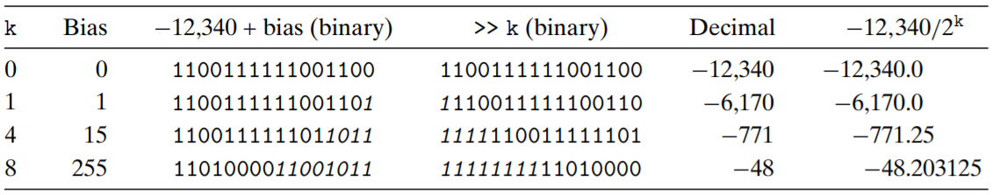 k Bias −12,340 + bias (binary) >> k (binary) Decimal −12,340/2ᵏ
0 0 1100111111001100 1100111111001100 −12,340 −12,340.0
1 1 1100111111001101 1110011111100110 −6,170 −6,170.0
4 15 1100111111011011 1111110011111101 −771 −771.25
8 255 1101000011001011 1111111111010000 −48 −48.203125